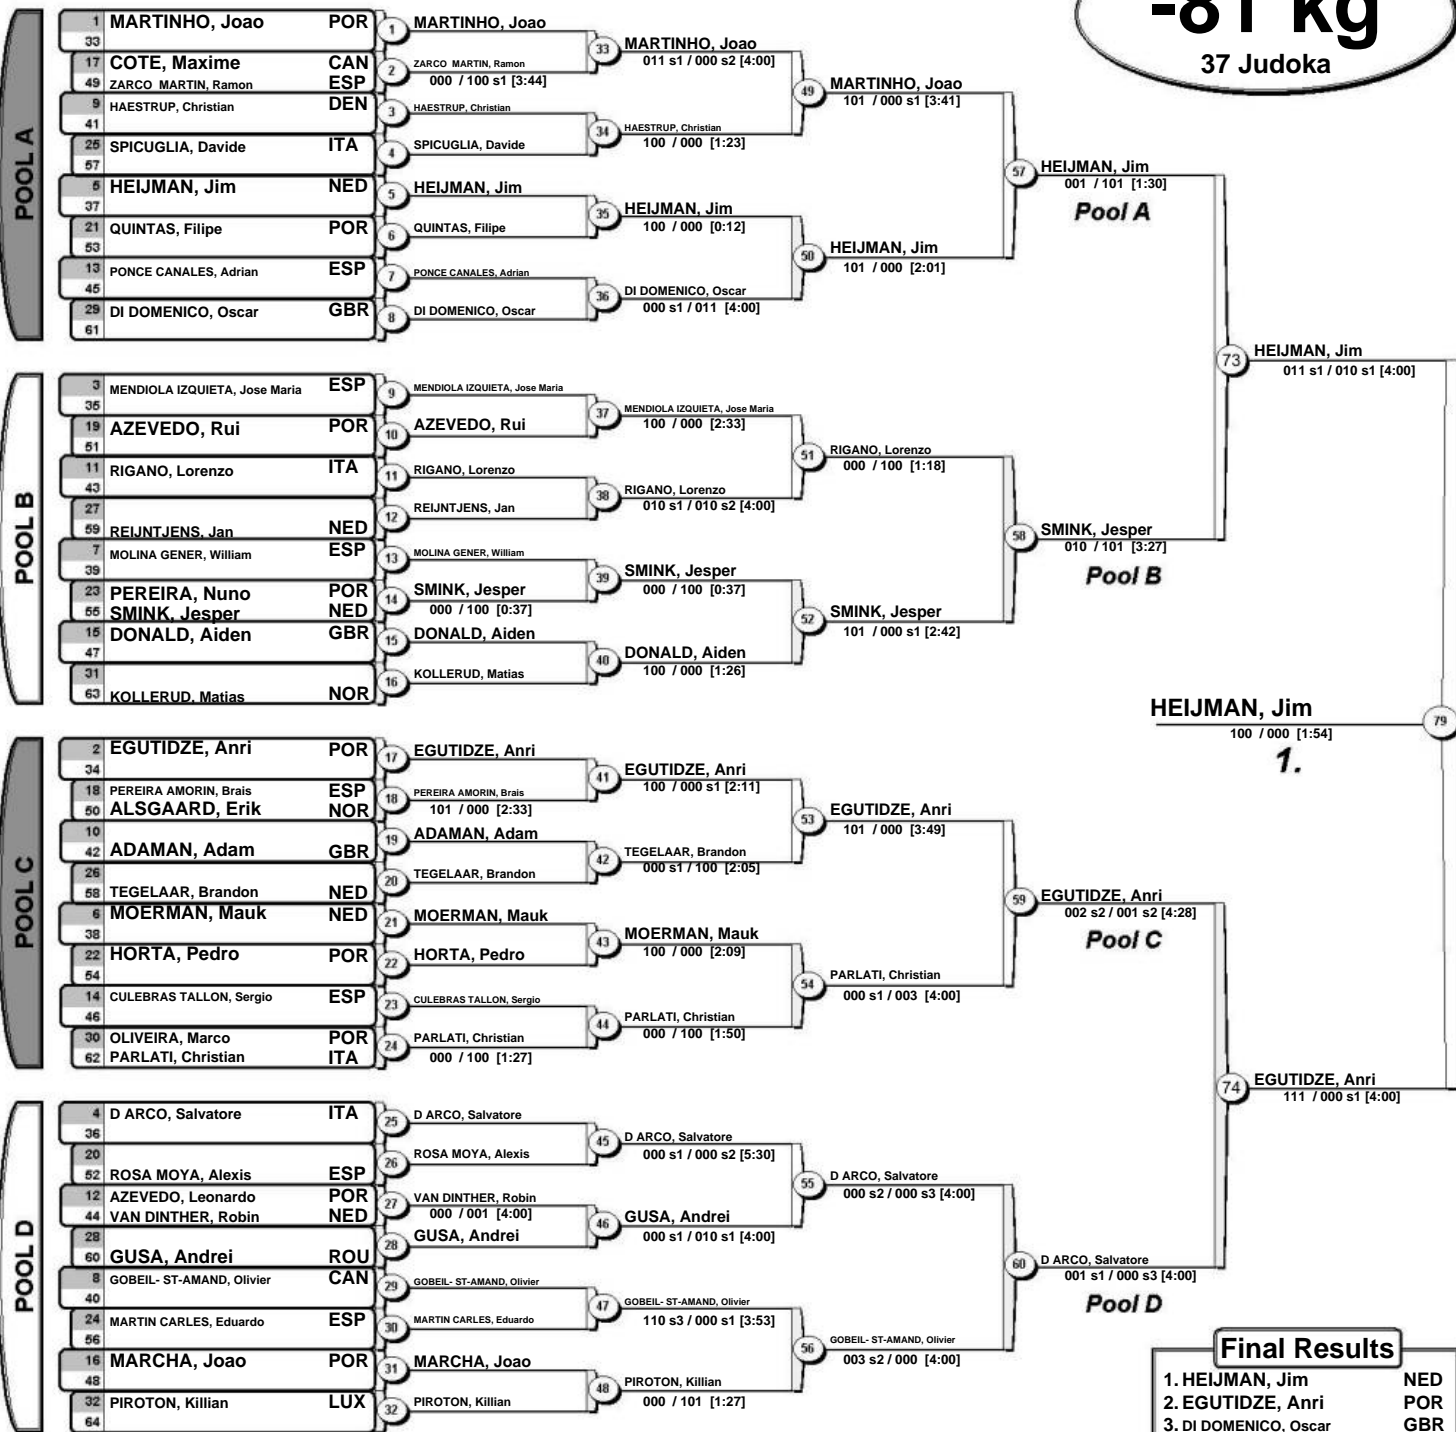 -81 kg
37 Judoka
POOL A
1 MARTINHO, Joao POR
33
17 COTE, Maxime CAN
49 ZARCO MARTIN, Ramon ESP
9 HAESTRUP, Christian DEN
41
25 SPICUGLIA, Davide ITA
57
5 HEIJMAN, Jim NED
37
21 QUINTAS, Filipe POR
53
13 PONCE CANALES, Adrian ESP
45
29 DI DOMENICO, Oscar GBR
61
1 MARTINHO, Joao
2 ZARCO MARTIN, Ramon
000 / 100 s1 [3:44]
3 HAESTRUP, Christian
4 SPICUGLIA, Davide
5 HEIJMAN, Jim
6 QUINTAS, Filipe
7 PONCE CANALES, Adrian
8 DI DOMENICO, Oscar
33 MARTINHO, Joao
011 s1 / 000 s2 [4:00]
34 HAESTRUP, Christian
100 / 000 [1:23]
35 HEIJMAN, Jim
100 / 000 [0:12]
36 DI DOMENICO, Oscar
000 s1 / 011 [4:00]
49 MARTINHO, Joao
101 / 000 s1 [3:41]
50 HEIJMAN, Jim
101 / 000 [2:01]
57 HEIJMAN, Jim
001 / 101 [1:30]
Pool A
POOL B
3 MENDIOLA IZQUIETA, Jose Maria ESP
35
19 AZEVEDO, Rui POR
51
11 RIGANO, Lorenzo ITA
43
27
59 REIJNTJENS, Jan NED
7 MOLINA GENER, William ESP
39
23 PEREIRA, Nuno POR
55 SMINK, Jesper NED
15 DONALD, Aiden GBR
47
31
63 KOLLERUD, Matias NOR
9 MENDIOLA IZQUIETA, Jose Maria
10 AZEVEDO, Rui
11 RIGANO, Lorenzo
12 REIJNTJENS, Jan
13 MOLINA GENER, William
14 SMINK, Jesper
000 / 100 [0:37]
15 DONALD, Aiden
16 KOLLERUD, Matias
37 MENDIOLA IZQUIETA, Jose Maria
100 / 000 [2:33]
38 RIGANO, Lorenzo
010 s1 / 010 s2 [4:00]
39 SMINK, Jesper
000 / 100 [0:37]
40 DONALD, Aiden
100 / 000 [1:26]
51 RIGANO, Lorenzo
000 / 100 [1:18]
52 SMINK, Jesper
101 / 000 s1 [2:42]
58 SMINK, Jesper
010 / 101 [3:27]
Pool B
73 HEIJMAN, Jim
011 s1 / 010 s1 [4:00]
HEIJMAN, Jim 79
100 / 000 [1:54]
1.
POOL C
2 EGUTIDZE, Anri POR
34
18 PEREIRA AMORIN, Brais ESP
50 ALSGAARD, Erik NOR
10
42 ADAMAN, Adam GBR
26
58 TEGELAAR, Brandon NED
6 MOERMAN, Mauk NED
38
22 HORTA, Pedro POR
54
14 CULEBRAS TALLON, Sergio ESP
46
30 OLIVEIRA, Marco POR
62 PARLATI, Christian ITA
17 EGUTIDZE, Anri
18 PEREIRA AMORIN, Brais
101 / 000 [2:33]
19 ADAMAN, Adam
20 TEGELAAR, Brandon
21 MOERMAN, Mauk
22 HORTA, Pedro
23 CULEBRAS TALLON, Sergio
24 PARLATI, Christian
000 / 100 [1:27]
41 EGUTIDZE, Anri
100 / 000 s1 [2:11]
42 TEGELAAR, Brandon
000 s1 / 100 [2:05]
43 MOERMAN, Mauk
100 / 000 [2:09]
44 PARLATI, Christian
000 / 100 [1:50]
53 EGUTIDZE, Anri
101 / 000 [3:49]
54 PARLATI, Christian
000 s1 / 003 [4:00]
59 EGUTIDZE, Anri
002 s2 / 001 s2 [4:28]
Pool C
POOL D
4 D ARCO, Salvatore ITA
36
20
52 ROSA MOYA, Alexis ESP
12 AZEVEDO, Leonardo POR
44 VAN DINTHER, Robin NED
28
60 GUSA, Andrei ROU
8 GOBEIL- ST-AMAND, Olivier CAN
40
24 MARTIN CARLES, Eduardo ESP
56
16 MARCHA, Joao POR
48
32 PIROTON, Killian LUX
64
25 D ARCO, Salvatore
26 ROSA MOYA, Alexis
27 VAN DINTHER, Robin
000 / 001 [4:00]
28 GUSA, Andrei
29 GOBEIL- ST-AMAND, Olivier
30 MARTIN CARLES, Eduardo
31 MARCHA, Joao
32 PIROTON, Killian
45 D ARCO, Salvatore
000 s1 / 000 s2 [5:30]
46 GUSA, Andrei
000 s1 / 010 s1 [4:00]
47 GOBEIL- ST-AMAND, Olivier
110 s3 / 000 s1 [3:53]
48 PIROTON, Killian
000 / 101 [1:27]
55 D ARCO, Salvatore
000 s2 / 000 s3 [4:00]
56 GOBEIL- ST-AMAND, Olivier
003 s2 / 000 [4:00]
60 D ARCO, Salvatore
001 s1 / 000 s3 [4:00]
Pool D
74 EGUTIDZE, Anri
111 / 000 s1 [4:00]
Final Results
1. HEIJMAN, Jim NED
2. EGUTIDZE, Anri POR
3. DI DOMENICO, Oscar GBR